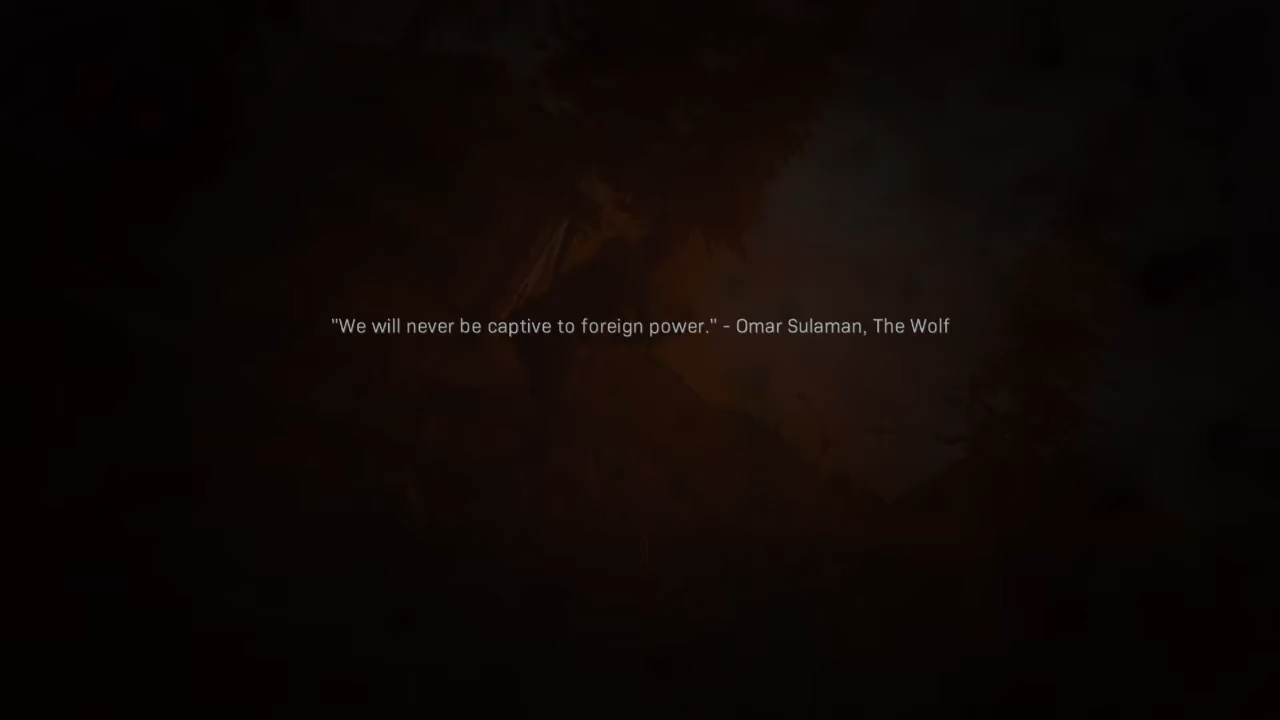 "We will never be captive to foreign power." - Omar Sulaman, The Wolf